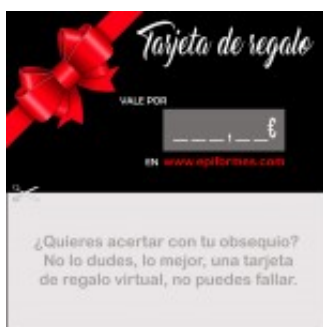 Tarjeta de regalo
VALE POR
___,__€
EN www.epiformes.com
¿Quieres acertar con tu obsequio?
No lo dudes, lo mejor, una tarjeta
de regalo virtual, no puedes fallar.